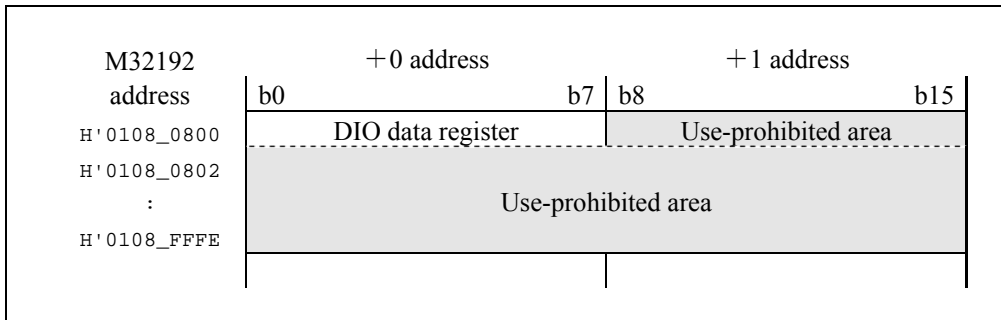 M32192 address +0 address +1 address
b0 b7 b8 b15
H'0108_0800 DIO data register Use-prohibited area
H'0108_0802
: Use-prohibited area
H'0108_FFFE